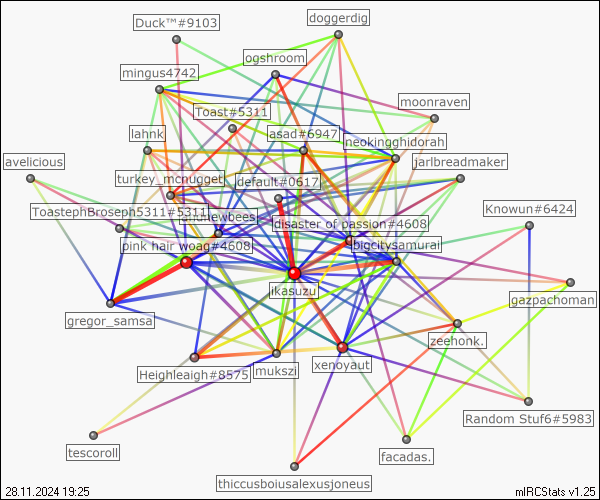 Duck™#9103
doggerdig
ogshroom
mingus4742
moonraven
Toast#5311
lahnk
asad#6947
neokingghidorah
avelicious
jarlbreadmaker
turkey_mcnugget
default#0617
ToastephBroseph5311#5311
Knowun#6424
disaster of passion#4608
pink hair woag#4608
bigcitysamurai
ikasuzu
gazpachoman
gregor_samsa
zeehonk.
Heighleaigh#8575
mukszi
xenoyaut
Random Stuf6#5983
tescoroll
facadas.
thiccusboiusalexusjoneus
28.11.2024 19:25
mIRCStats v1.25